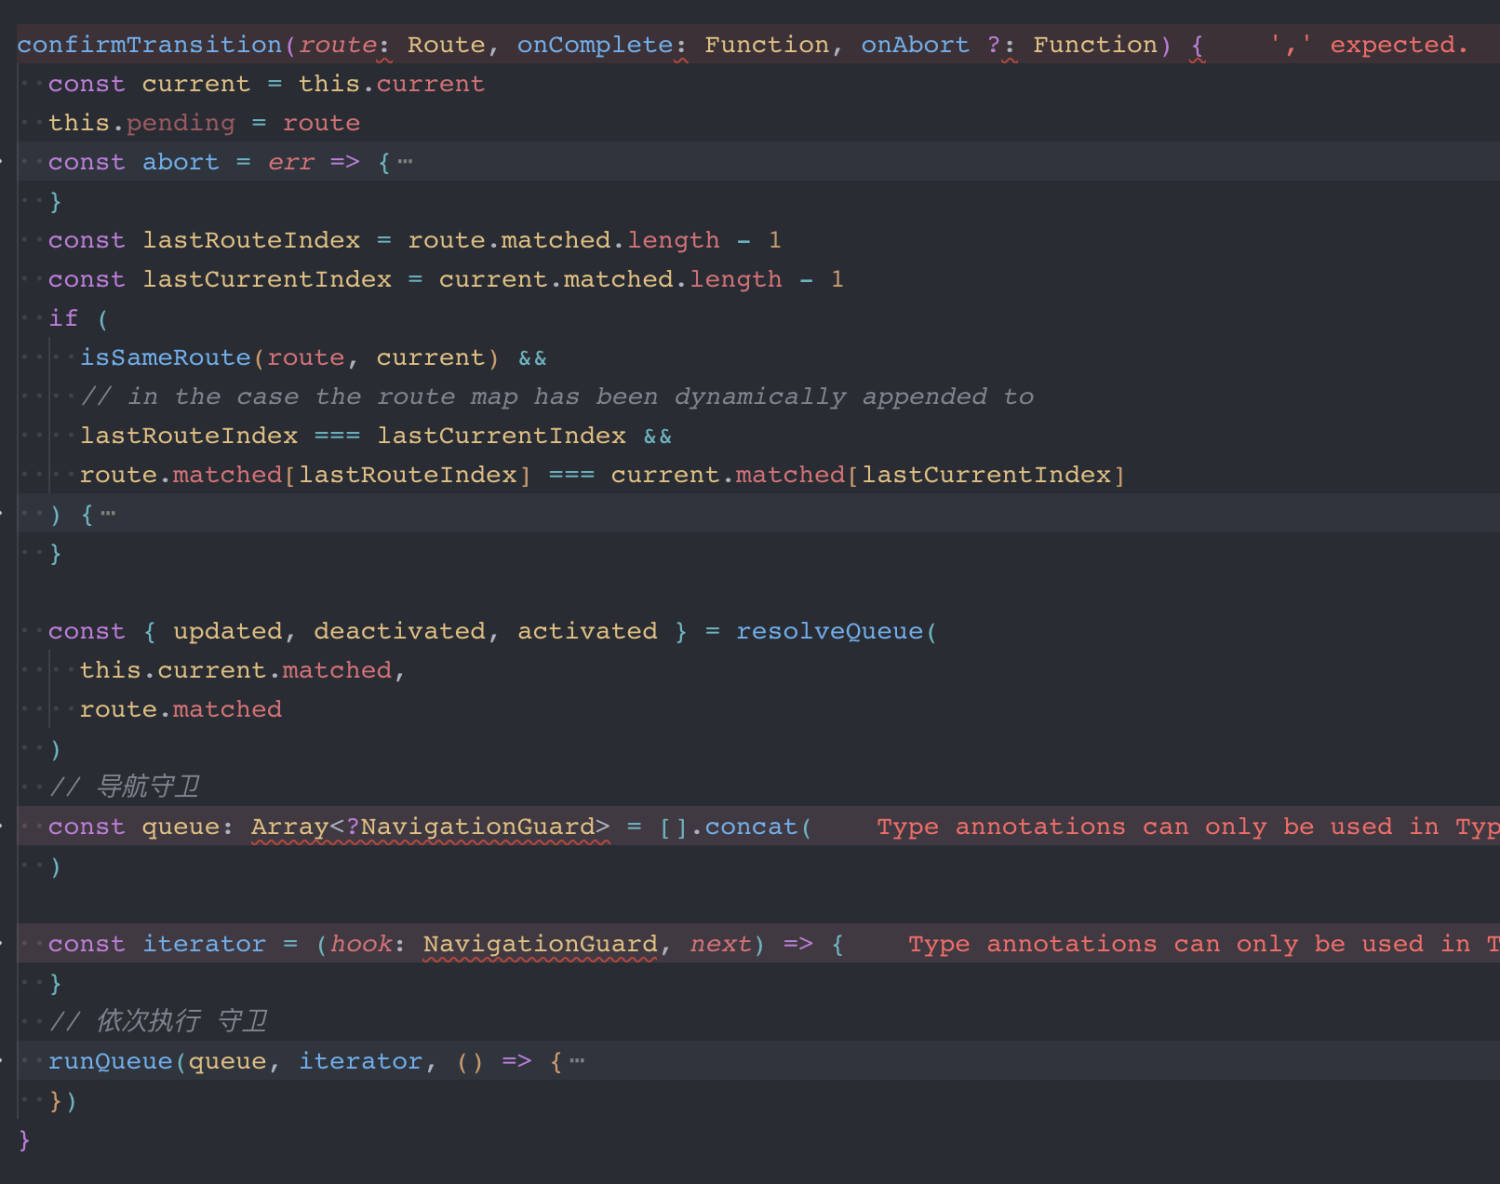 confirmTransition(route: Route, onComplete: Function, onAbort ?: Function) {    ',' expected.
const current = this.current
this.pending = route
const abort = err => {⋯
}
const lastRouteIndex = route.matched.length - 1
const lastCurrentIndex = current.matched.length - 1
if (
isSameRoute(route, current) &&
// in the case the route map has been dynamically appended to
lastRouteIndex === lastCurrentIndex &&
route.matched[lastRouteIndex] === current.matched[lastCurrentIndex]
) {⋯
}
const { updated, deactivated, activated } = resolveQueue(
this.current.matched,
route.matched
)
// 导航守卫
const queue: Array<?NavigationGuard> = [].concat(    Type annotations can only be used in Typ
)
const iterator = (hook: NavigationGuard, next) => {    Type annotations can only be used in T
}
// 依次执行 守卫
runQueue(queue, iterator, () => {⋯
})
}